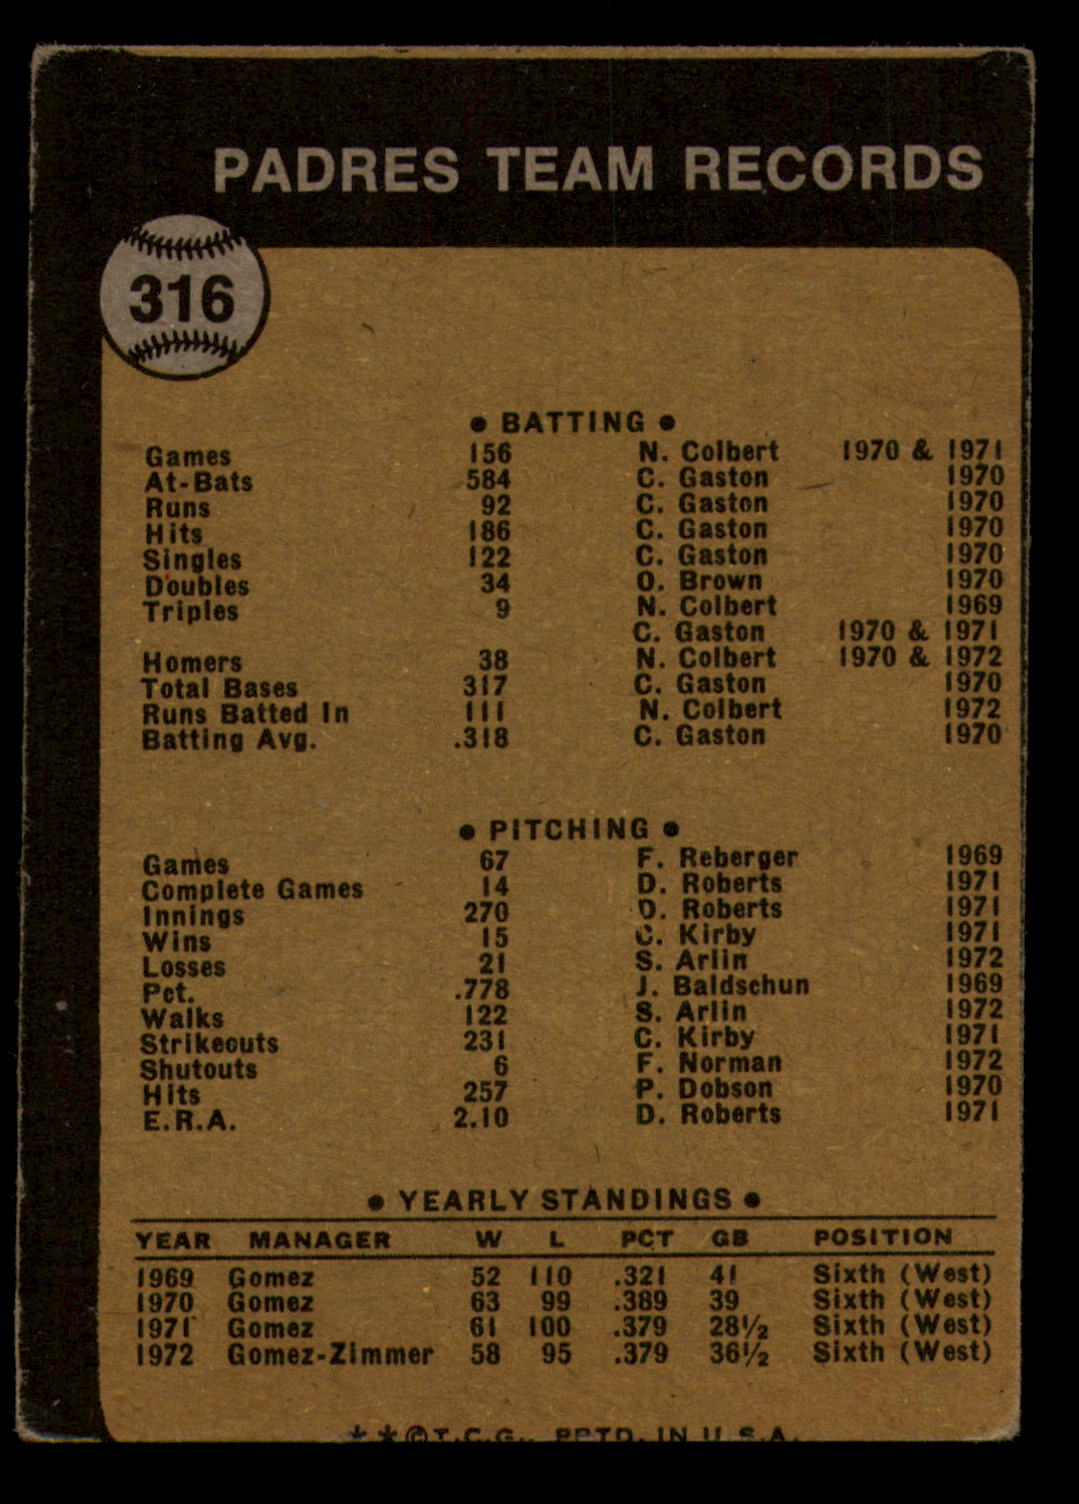 PADRES TEAM RECORDS
316
• BATTING •
Games 156 N. Colbert 1970 & 1971
At-Bats 584 C. Gaston 1970
Runs 92 C. Gaston 1970
Hits 186 C. Gaston 1970
Singles 122 C. Gaston 1970
Doubles 34 O. Brown 1970
Triples 9 N. Colbert 1969
C. Gaston 1970 & 1971
Homers 38 N. Colbert 1970 & 1972
Total Bases 317 C. Gaston 1970
Runs Batted In 111 N. Colbert 1972
Batting Avg. .318 C. Gaston 1970
• PITCHING •
Games 67 F. Reberger 1969
Complete Games 14 D. Roberts 1971
Innings 270 D. Roberts 1971
Wins 15 C. Kirby 1971
Losses 21 S. Arlin 1972
Pct. .778 J. Baldschun 1969
Walks 122 S. Arlin 1972
Strikeouts 231 C. Kirby 1971
Shutouts 6 F. Norman 1972
Hits 257 P. Dobson 1970
E.R.A. 2.10 D. Roberts 1971
• YEARLY STANDINGS •
YEAR MANAGER W L PCT GB POSITION
1969 Gomez 52 110 .321 41 Sixth (West)
1970 Gomez 63 99 .389 39 Sixth (West)
1971 Gomez 61 100 .379 28½ Sixth (West)
1972 Gomez-Zimmer 58 95 .379 36½ Sixth (West)
**©T.C.G. PRTD. IN U.S.A.